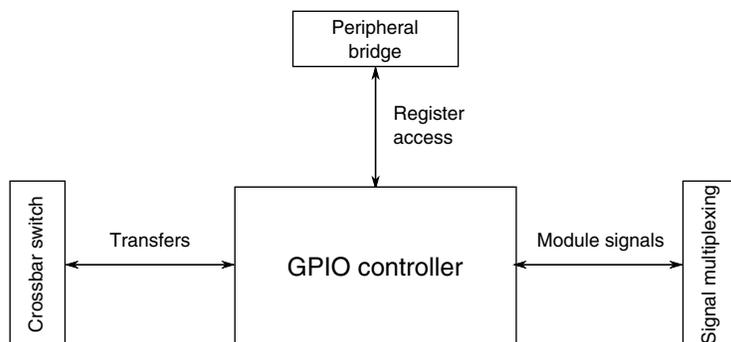 Peripheral
bridge
Register
access
Crossbar switch
Transfers
GPIO controller
Module signals
Signal multiplexing